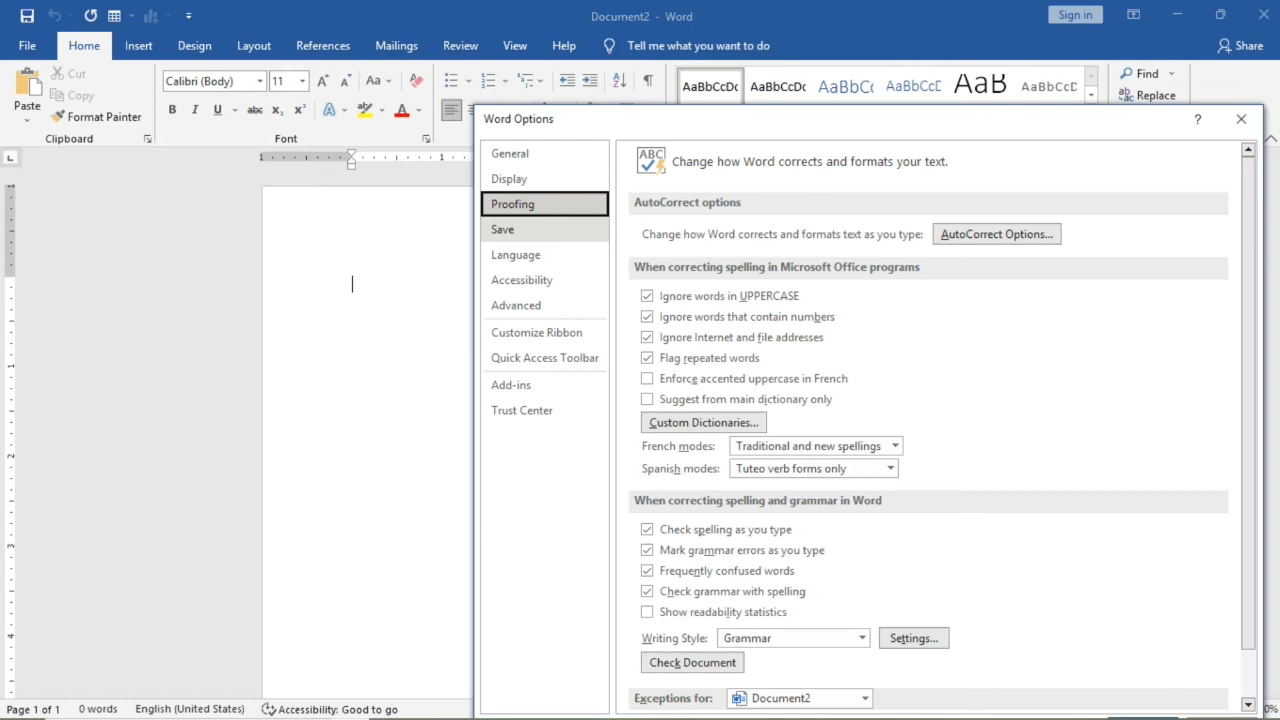 Document2 - Word
Sign in
File Home Insert Design Layout References Mailings Review View Help Tell me what you want to do Share
Paste
Cut
Copy
Format Painter
Clipboard
Calibri (Body) 11
Aa
B I U abc x₂ x² A A
Font
AaBbCcDc AaBbCcDc AaBbCc AaBbCcD AaB AaBbCcD
Find
Replace
Word Options
General
Display
Proofing
Save
Language
Accessibility
Advanced
Customize Ribbon
Quick Access Toolbar
Add-ins
Trust Center
ABC Change how Word corrects and formats your text.
AutoCorrect options
Change how Word corrects and formats text as you type: AutoCorrect Options...
When correcting spelling in Microsoft Office programs
Ignore words in UPPERCASE
Ignore words that contain numbers
Ignore Internet and file addresses
Flag repeated words
Enforce accented uppercase in French
Suggest from main dictionary only
Custom Dictionaries...
French modes: Traditional and new spellings
Spanish modes: Tuteo verb forms only
When correcting spelling and grammar in Word
Check spelling as you type
Mark grammar errors as you type
Frequently confused words
Check grammar with spelling
Show readability statistics
Writing Style: Grammar Settings...
Check Document
Exceptions for: Document2
Page 1 of 1 0 words English (United States) Accessibility: Good to go 0%